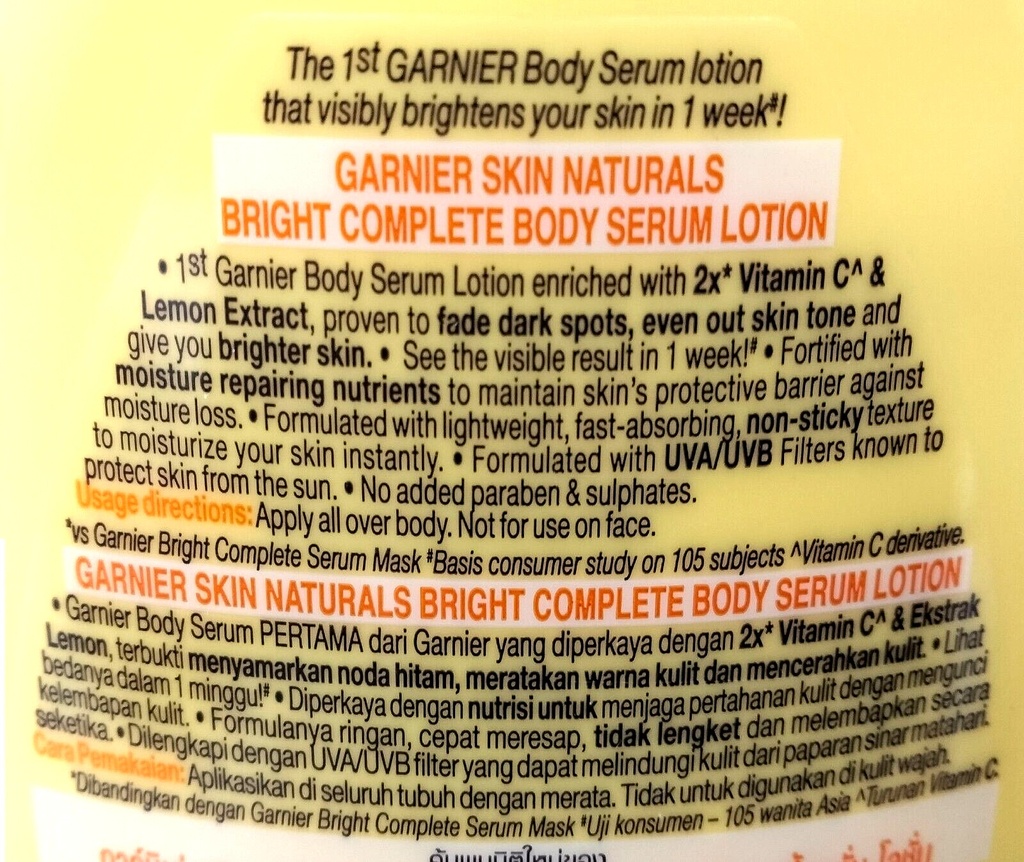 The 1st GARNIER Body Serum lotion
that visibly brightens your skin in 1 week#!
GARNIER SKIN NATURALS
BRIGHT COMPLETE BODY SERUM LOTION
• 1st Garnier Body Serum Lotion enriched with 2x* Vitamin C^ &
Lemon Extract, proven to fade dark spots, even out skin tone and
give you brighter skin. • See the visible result in 1 week!# • Fortified with
moisture repairing nutrients to maintain skin's protective barrier against
moisture loss. • Formulated with lightweight, fast-absorbing, non-sticky texture
to moisturize your skin instantly. • Formulated with UVA/UVB Filters known to
protect skin from the sun. • No added paraben & sulphates.
Usage directions: Apply all over body. Not for use on face.
*vs Garnier Bright Complete Serum Mask #Basis consumer study on 105 subjects ^Vitamin C derivative.
GARNIER SKIN NATURALS BRIGHT COMPLETE BODY SERUM LOTION
• Garnier Body Serum PERTAMA dari Garnier yang diperkaya dengan 2x* Vitamin C^ & Ekstrak
Lemon, terbukti menyamarkan noda hitam, meratakan warna kulit dan mencerahkan kulit. • Lihat
bedanya dalam 1 minggu!# • Diperkaya dengan nutrisi untuk menjaga pertahanan kulit dengan mengunci
kelembapan kulit. • Formulanya ringan, cepat meresap, tidak lengket dan melembapkan secara
seketika. • Dilengkapi dengan UVA/UVB filter yang dapat melindungi kulit dari paparan sinar matahari.
Cara Pemakaian: Aplikasikan di seluruh tubuh dengan merata. Tidak untuk digunakan di kulit wajah.
*Dibandingkan dengan Garnier Bright Complete Serum Mask #Uji konsumen – 105 wanita Asia ^Turunan Vitamin C.